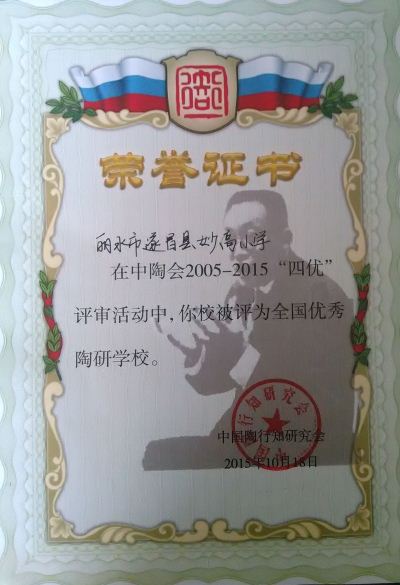 荣誉证书
丽水市遂昌县妙高小学
在中陶会2005-2015“四优”
评审活动中，你校被评为全国优秀
陶研学校。
中国陶行知研究会
2015年10月18日